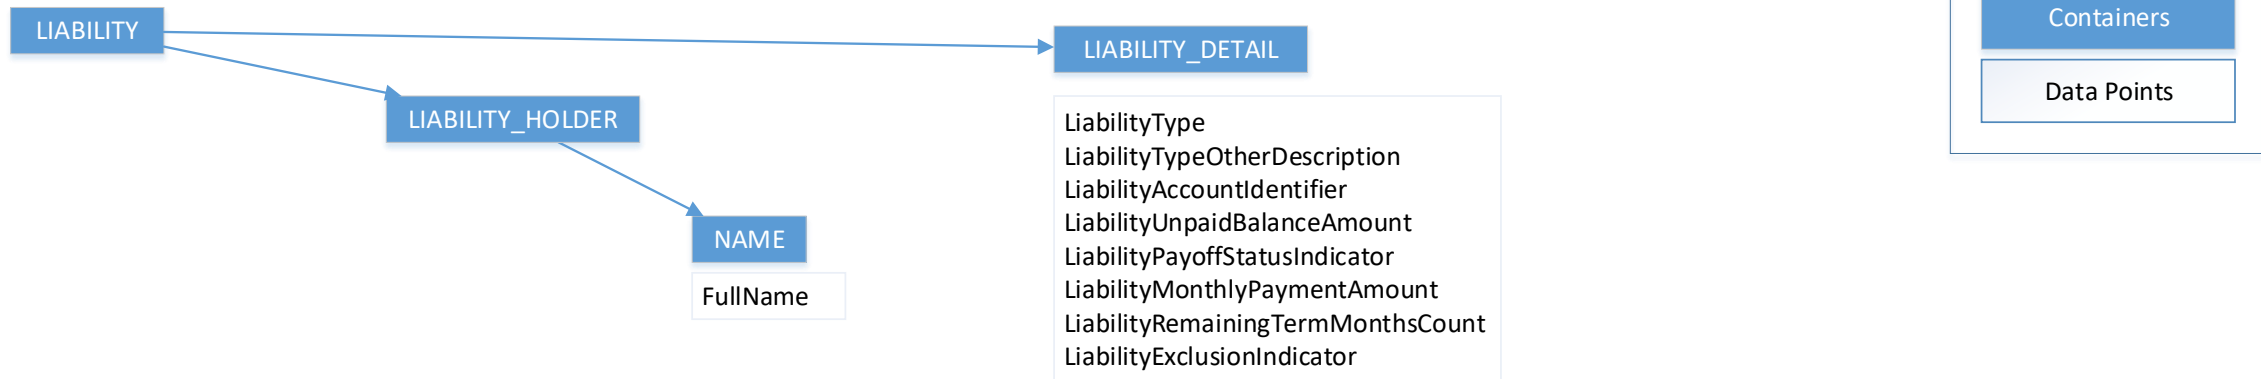 LIABILITY
LIABILITY_HOLDER
NAME
FullName
LIABILITY_DETAIL
LiabilityType
LiabilityTypeOtherDescription
LiabilityAccountIdentifier
LiabilityUnpaidBalanceAmount
LiabilityPayoffStatusIndicator
LiabilityMonthlyPaymentAmount
LiabilityRemainingTermMonthsCount
LiabilityExclusionIndicator
Containers
Data Points